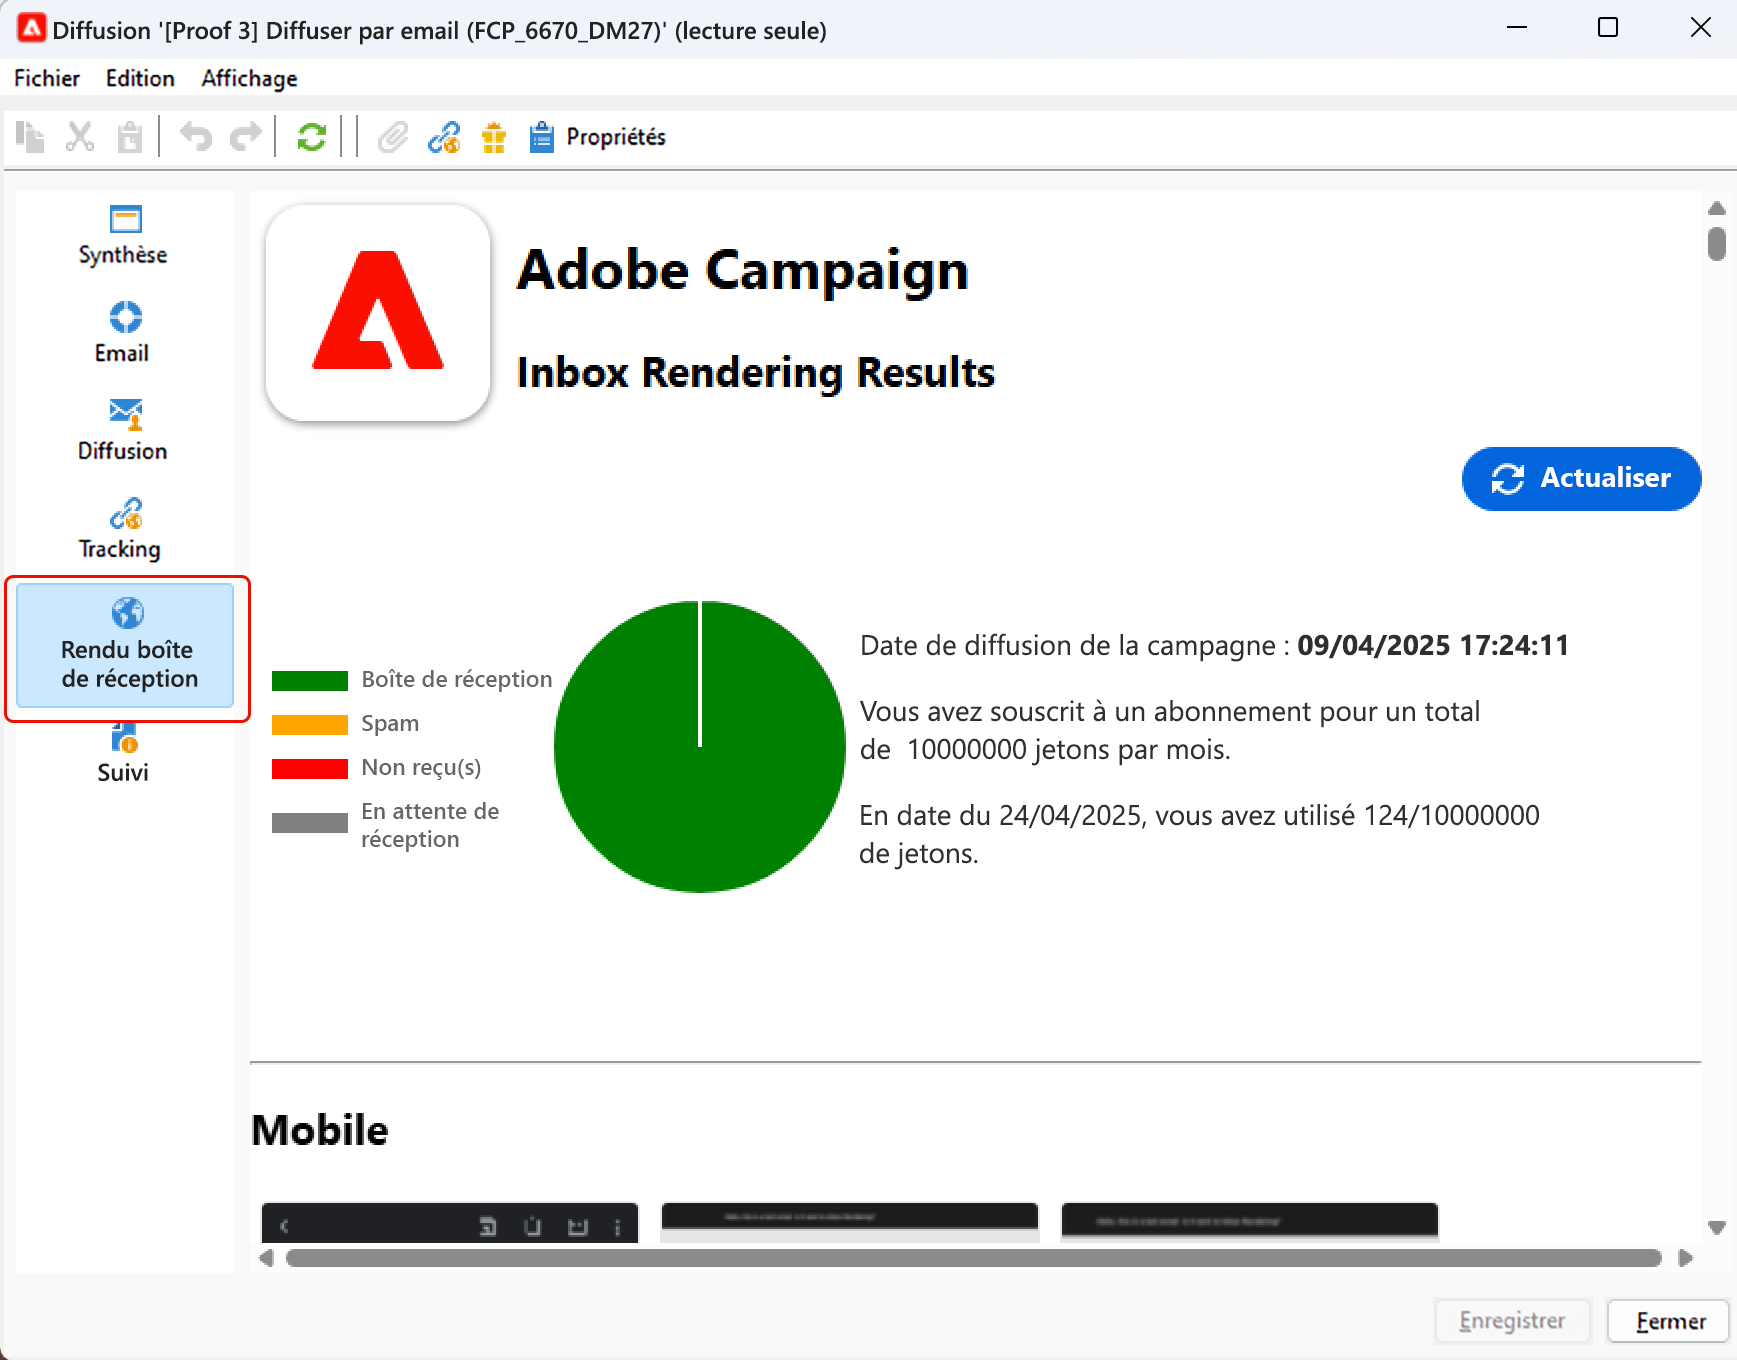 Diffusion '[Proof 3] Diffuser par email (FCP_6670_DM27)' (lecture seule)
Fichier Edition Affichage
Propriétés
Synthèse
Email
Diffusion
Tracking
Rendu boîte
de réception
Suivi
Adobe Campaign
Inbox Rendering Results
Actualiser
Boîte de réception
Spam
Non reçu(s)
En attente de
réception
Date de diffusion de la campagne : 09/04/2025 17:24:11
Vous avez souscrit à un abonnement pour un total
de 10000000 jetons par mois.
En date du 24/04/2025, vous avez utilisé 124/10000000
de jetons.
Mobile
Enregistrer Fermer